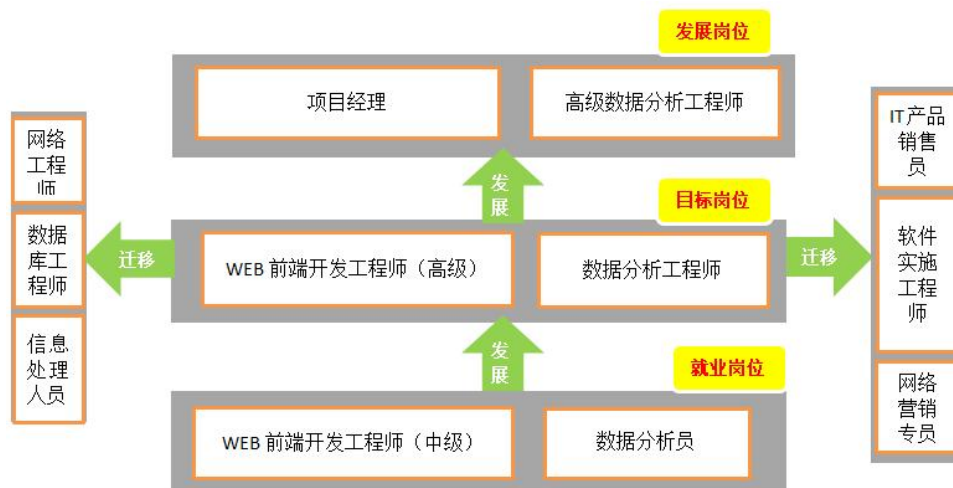 发展岗位
项目经理
高级数据分析工程师
发
展
网络
工程
师
数据
库工
程师
信息
处理
人员
迁移
目标岗位
WEB 前端开发工程师（高级）
数据分析工程师
迁移
IT产品
销售
员
软件
实施
工程
师
网络
营销
专员
发
展
就业岗位
WEB 前端开发工程师（中级）
数据分析员